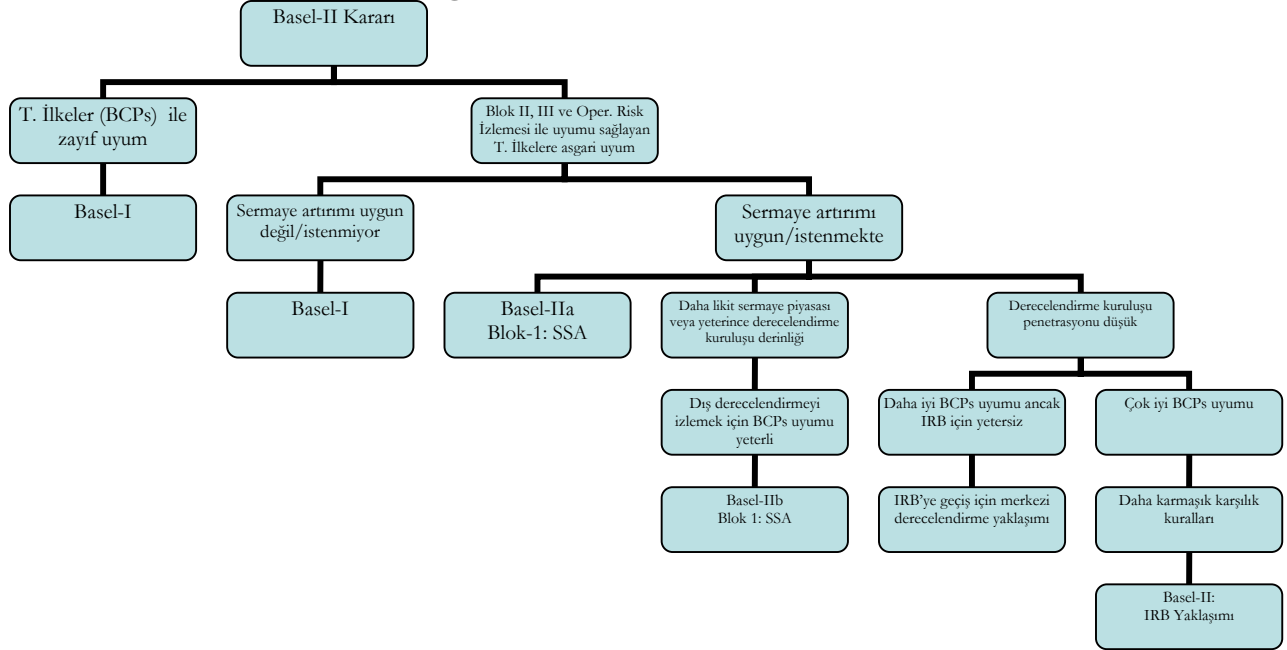 Basel-II Kararı
T. İlkeler (BCPs) ile
zayıf uyum
Blok II, III ve Oper. Risk
İzlemesi ile uyumu sağlayan
T. İlkelere asgari uyum
Basel-I
Sermaye artırımı uygun
değil/istenmiyor
Sermaye artırımı
uygun/istenmekte
Basel-I
Basel-IIa
Blok-1: SSA
Daha likit sermaye piyasası
veya yeterince derecelendirme
kuruluşu derinliği
Derecelendirme kuruluşu
penetrasyonu düşük
Dış derecelendirmeyi
izlemek için BCPs uyumu
yeterli
Daha iyi BCPs uyumu ancak
IRB için yetersiz
Çok iyi BCPs uyumu
Basel-IIb
Blok 1: SSA
IRB’ye geçiş için merkezi
derecelendirme yaklaşımı
Daha karmaşık karşılık
kuralları
Basel-II:
IRB Yaklaşımı